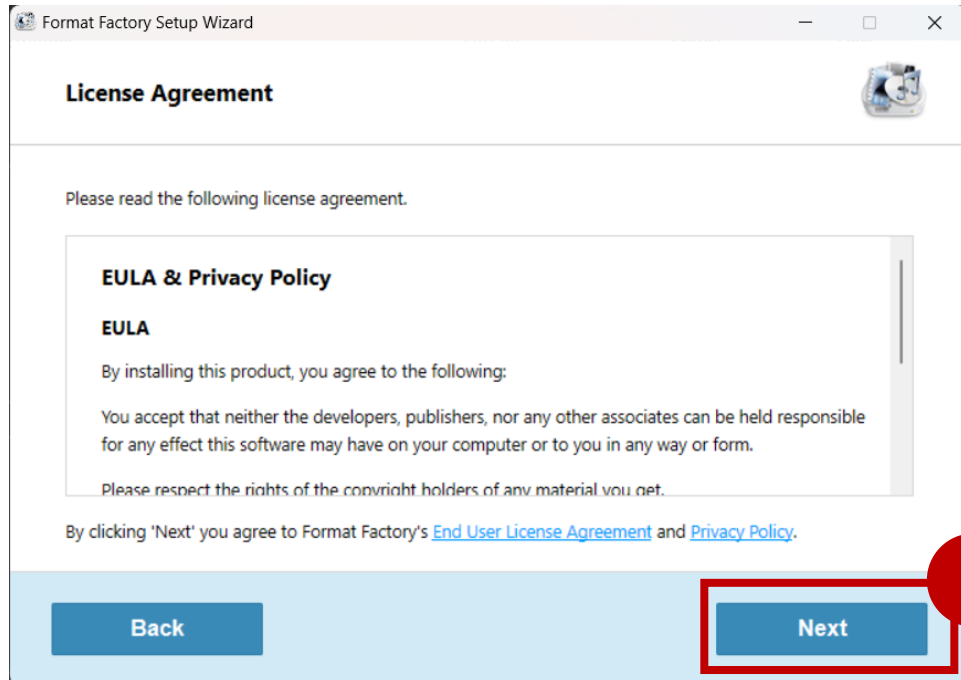 Format Factory Setup Wizard
License Agreement
Please read the following license agreement.
EULA & Privacy Policy
EULA
By installing this product, you agree to the following:
You accept that neither the developers, publishers, nor any other associates can be held responsible
for any effect this software may have on your computer or to you in any way or form.
Please respect the rights of the copyright holders of any material you get.
By clicking 'Next' you agree to Format Factory's End User License Agreement and Privacy Policy.
Back
Next